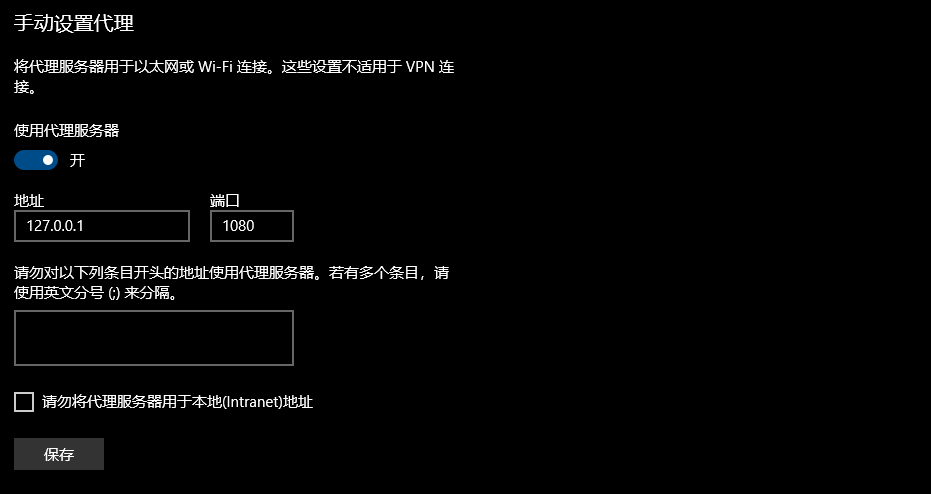 手动设置代理
将代理服务器用于以太网或 Wi-Fi 连接。这些设置不适用于 VPN 连
接。
使用代理服务器
开
地址 端口
127.0.0.1 1080
请勿对以下列条目开头的地址使用代理服务器。若有多个条目，请
使用英文分号 (;) 来分隔。
请勿将代理服务器用于本地(Intranet)地址
保存